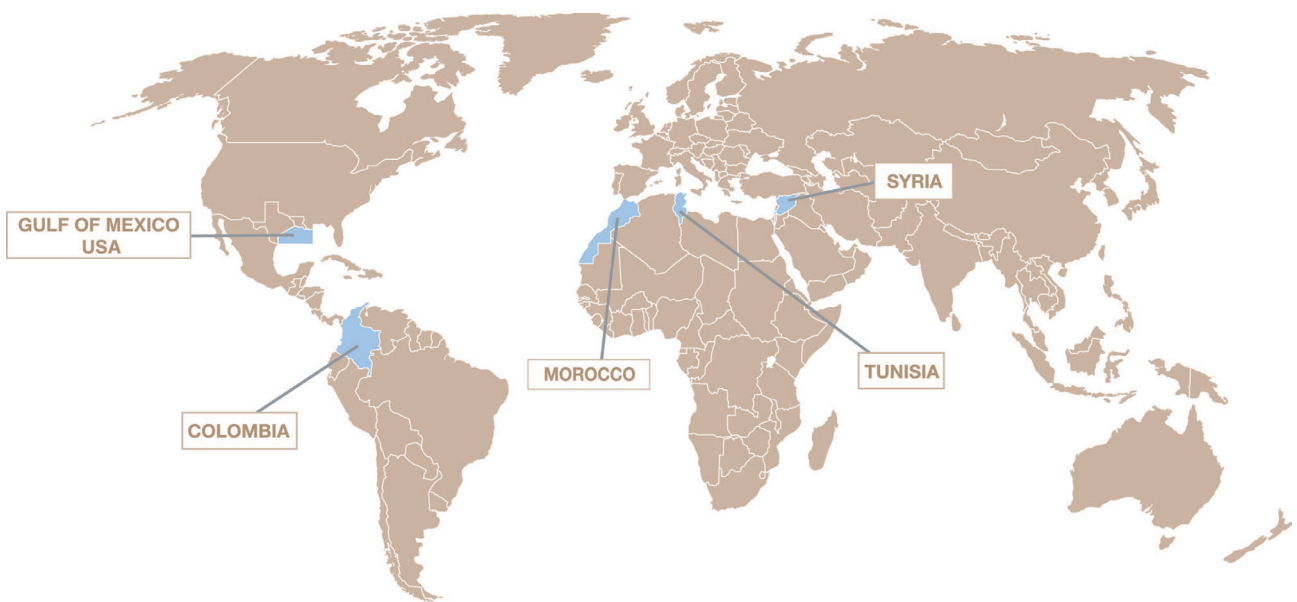 SYRIA
GULF OF MEXICO
USA
MOROCCO
TUNISIA
COLOMBIA